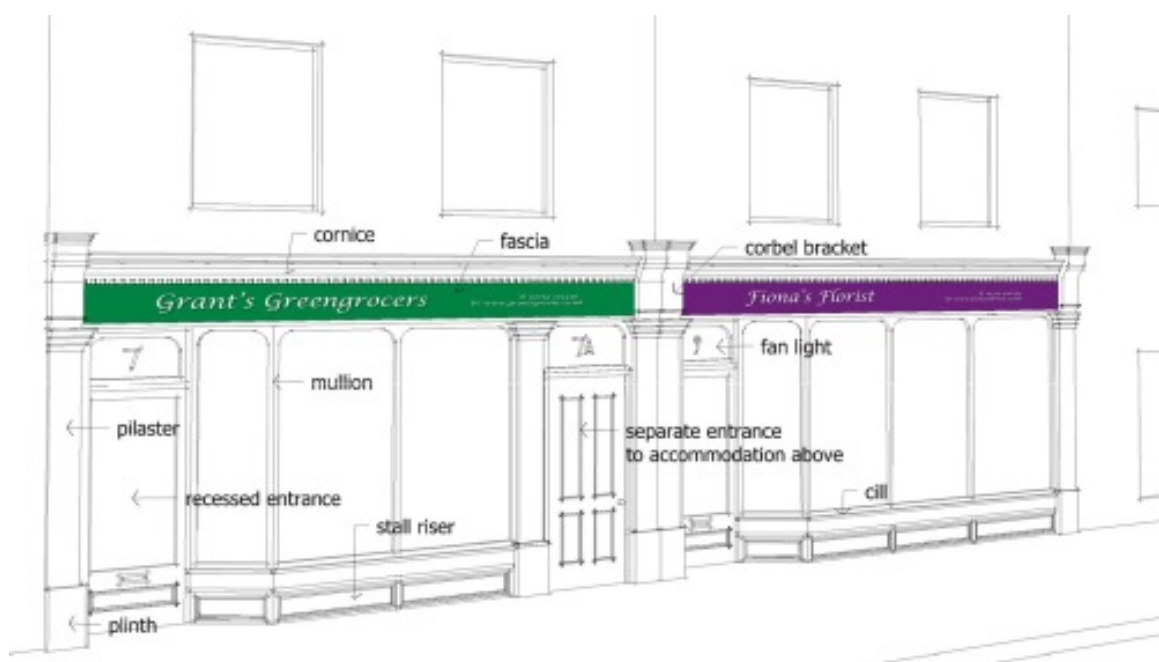 cornice
fascia
corbel bracket
Grant's Greengrocers
Fiona's Florist
7
7A
9
fan light
mullion
pilaster
separate entrance
to accommodation above
recessed entrance
cill
stall riser
plinth